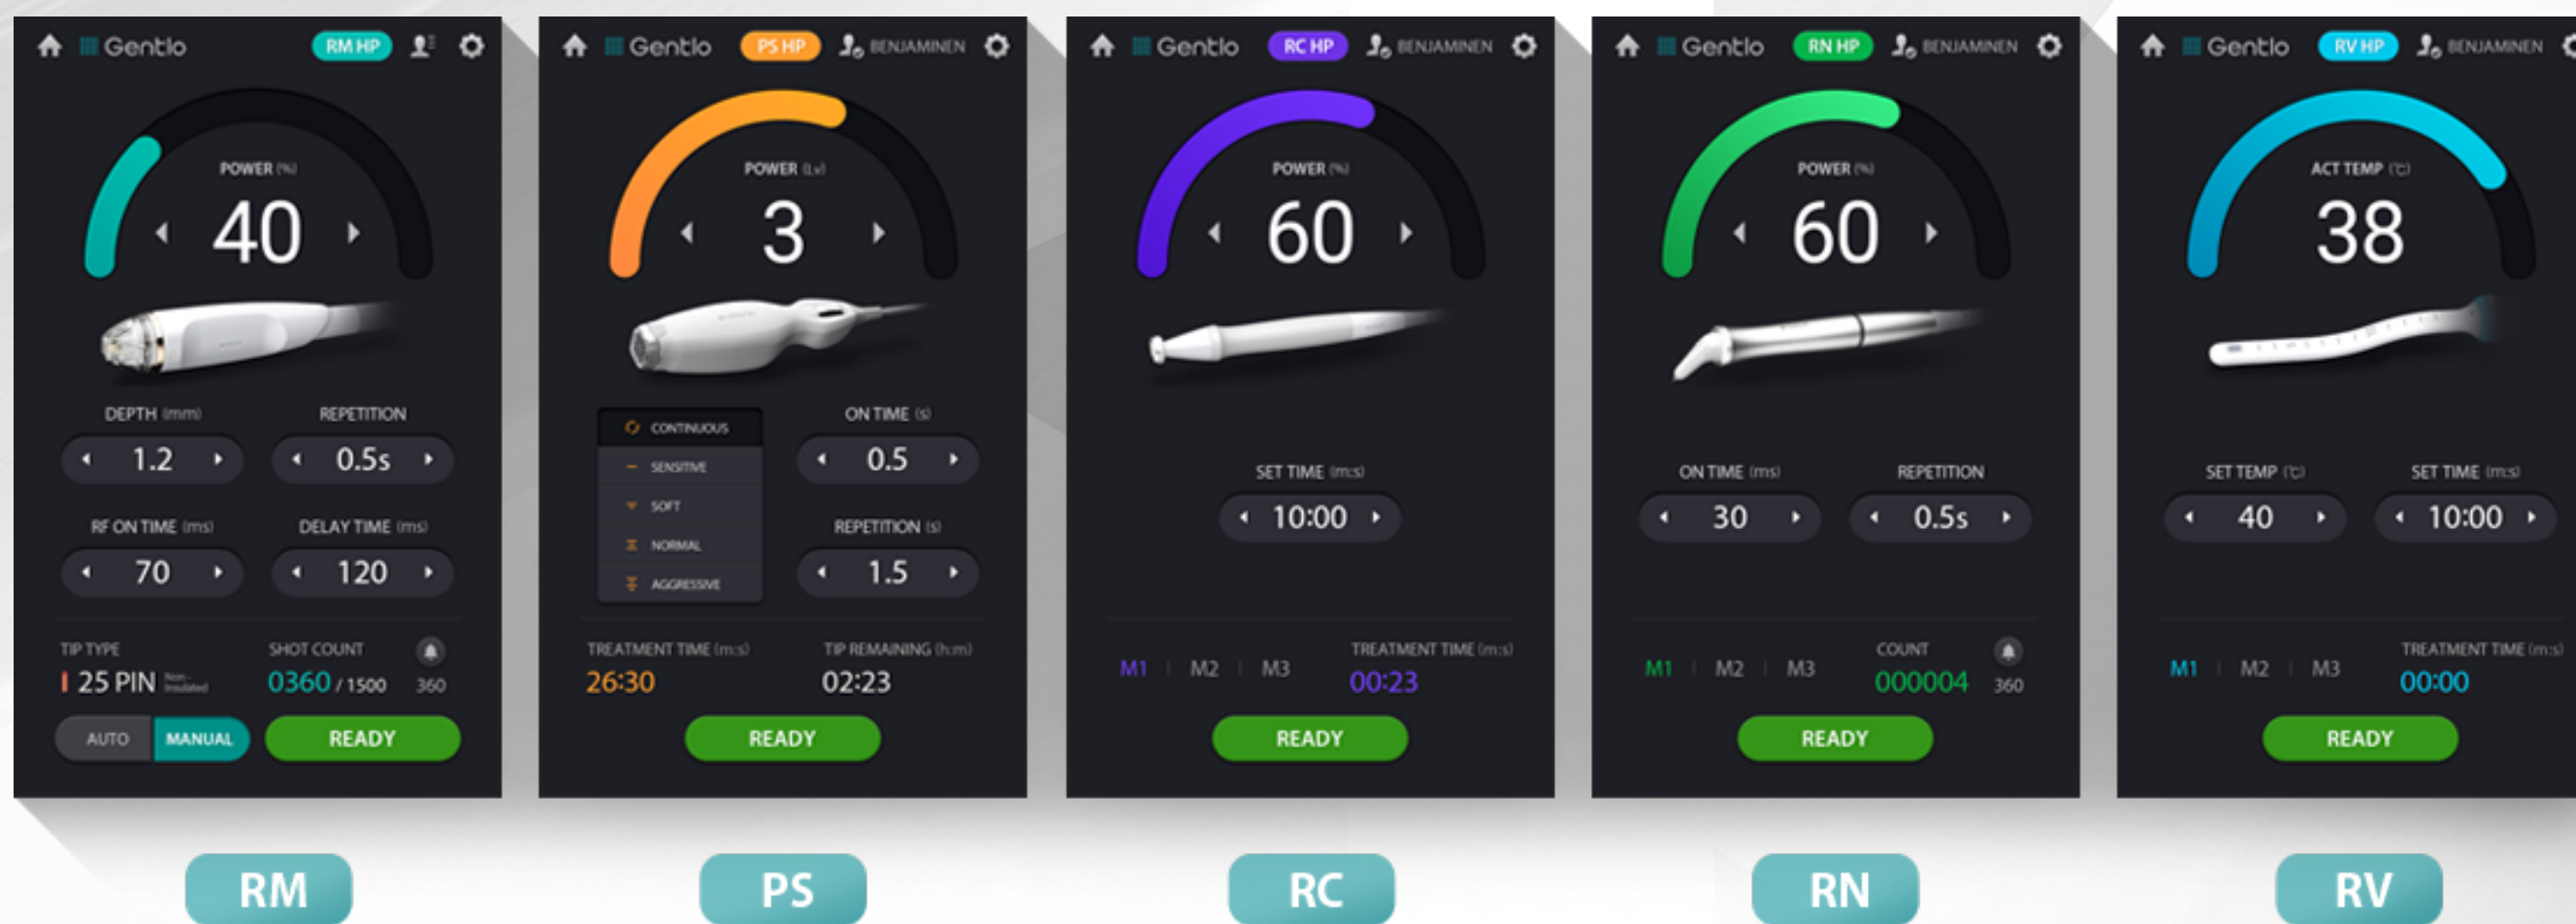 Gentlo RM HP
POWER (%)
40
DEPTH (mm) REPETITION
1.2 0.5s
RF ON TIME (ms) DELAY TIME (ms)
70 120
TIP TYPE SHOT COUNT
25 PIN Non-Insulated 0360 / 1500 360
AUTO MANUAL READY
RM
Gentlo PS HP BENJAMINEN
POWER (Lv)
3
CONTINUOUS
SENSITIVE
SOFT
NORMAL
AGGRESSIVE
ON TIME (s)
0.5
REPETITION (s)
1.5
TREATMENT TIME (m:s) TIP REMAINING (h:m)
26:30 02:23
READY
PS
Gentlo RC HP BENJAMINEN
POWER (%)
60
SET TIME (m:s)
10:00
TREATMENT TIME (m:s)
M1 M2 M3 00:23
READY
RC
Gentlo RN HP BENJAMINEN
POWER (%)
60
ON TIME (ms) REPETITION
30 0.5s
COUNT
M1 M2 M3 000004 360
READY
RN
Gentlo RV HP BENJAMINEN
ACT TEMP (℃)
38
SET TEMP (℃) SET TIME (m:s)
40 10:00
TREATMENT TIME (m:s)
M1 M2 M3 00:00
READY
RV